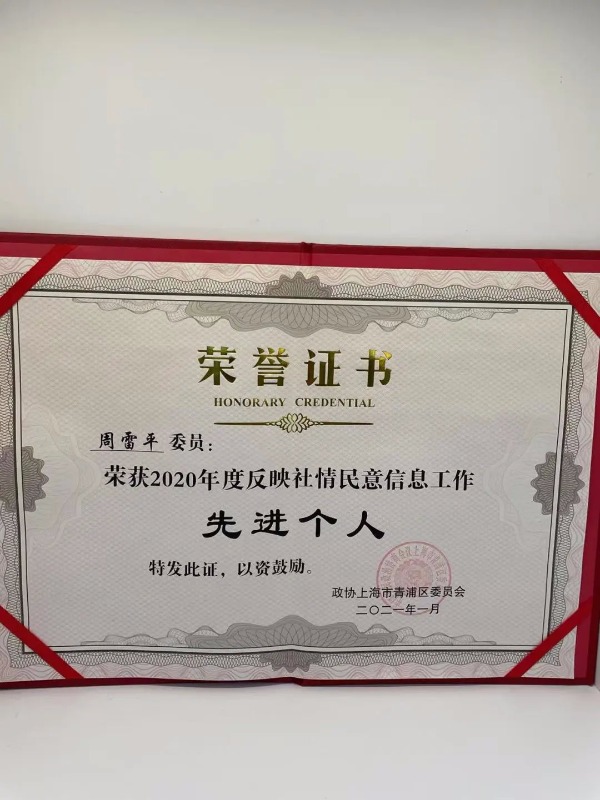 荣誉证书
HONORARY CREDENTIAL
周雷平 委员：
荣获2020年度反映社情民意信息工作
先进个人
特发此证，以资鼓励。
政协上海市青浦区委员会
二〇二一年一月